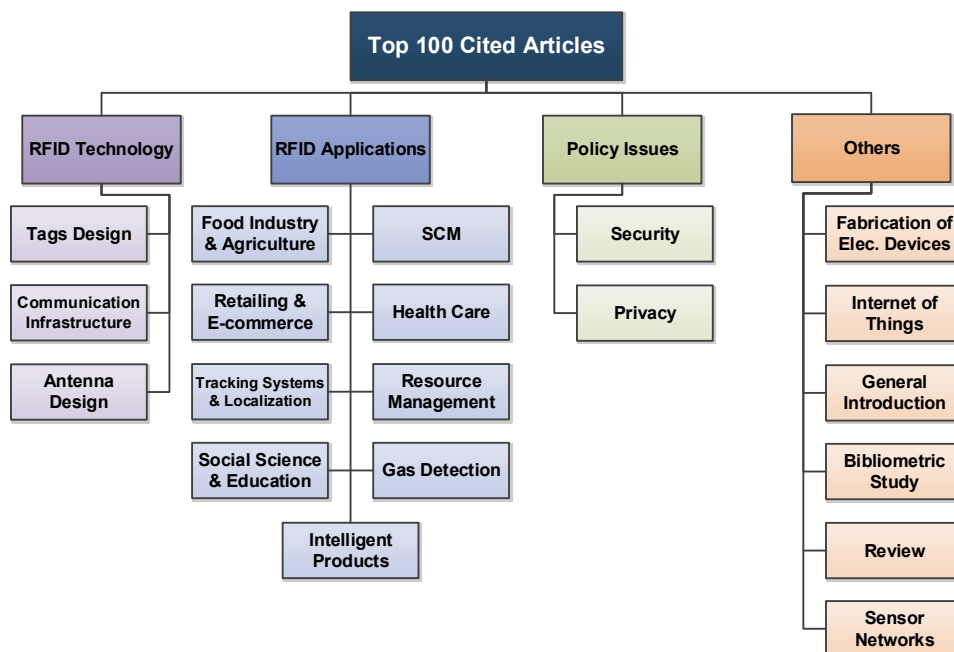 Top 100 Cited Articles
RFID Technology
RFID Applications
Policy Issues
Others
Tags Design
Communication
Infrastructure
Antenna
Design
Food Industry
& Agriculture
SCM
Retailing &
E-commerce
Health Care
Tracking Systems
& Localization
Resource
Management
Social Science
& Education
Gas Detection
Intelligent
Products
Security
Privacy
Fabrication of
Elec. Devices
Internet of
Things
General
Introduction
Bibliometric
Study
Review
Sensor
Networks